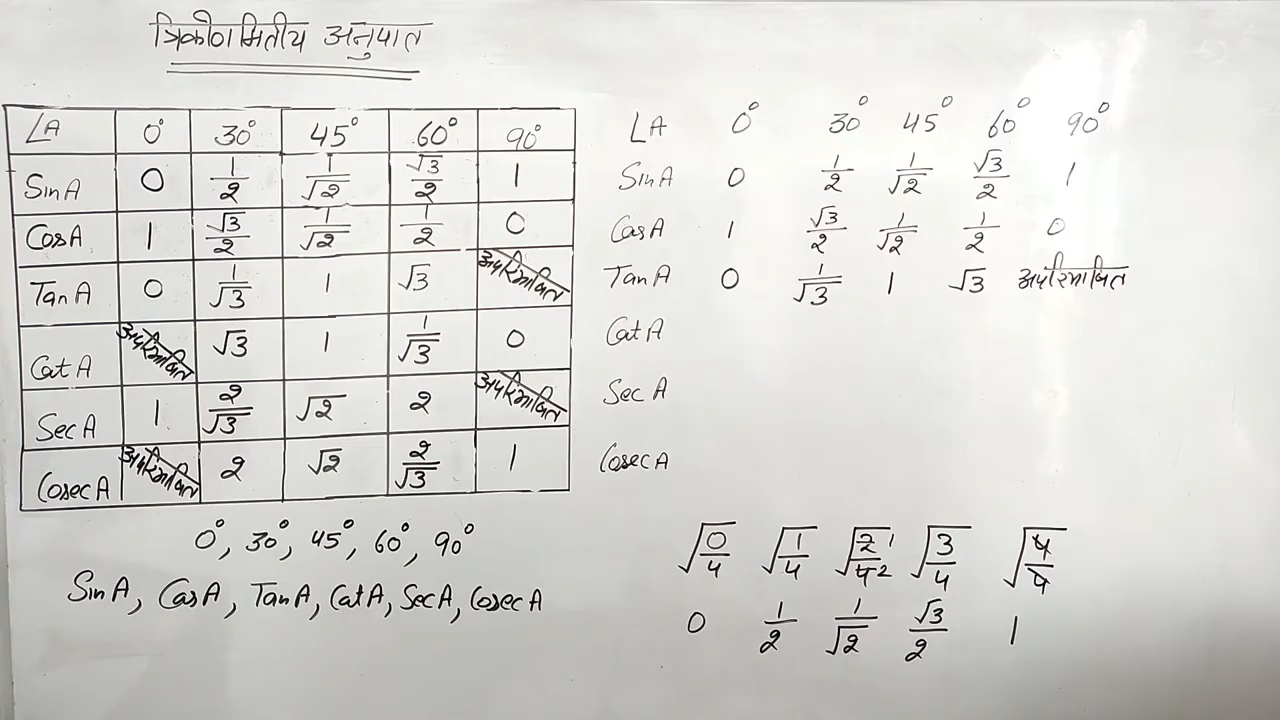 त्रिकोणमितीय अनुपात
∠A 0° 30° 45° 60° 90°
SinA 0 1/2 1/√2 √3/2 1
CosA 1 √3/2 1/√2 1/2 0
TanA 0 1/√3 1 √3 अपरिभाषित
CotA अपरिभाषित √3 1 1/√3 0
SecA 1 2/√3 √2 2 अपरिभाषित
CosecA अपरिभाषित 2 √2 2/√3 1
0°, 30°, 45°, 60°, 90°
SinA, CosA, TanA, CotA, SecA, CosecA
∠A 0° 30° 45° 60° 90°
SinA 0 1/2 1/√2 √3/2 1
CosA 1 √3/2 1/√2 1/2 0
TanA 0 1/√3 1 √3 अपरिभाषित
CotA
SecA
CosecA
√0/4 √1/4 √2 1/4 2 √3/4 √4/4
0 1/2 1/√2 √3/2 1